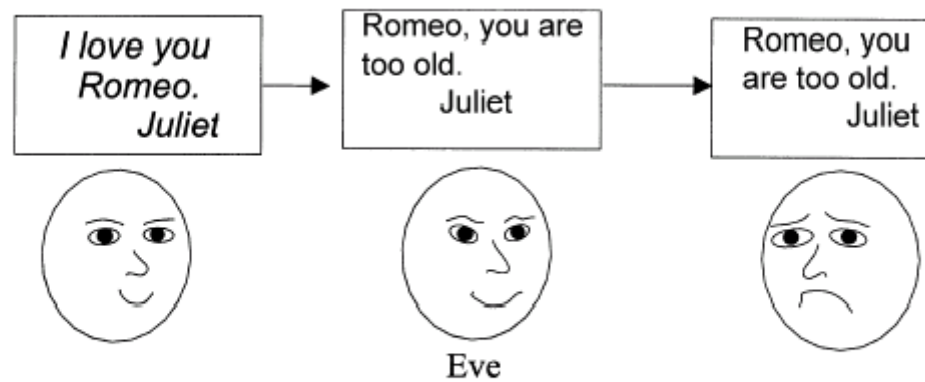 I love you
Romeo.
Juliet
Romeo, you are
too old.
Juliet
Romeo, you
are too old.
Juliet
Eve